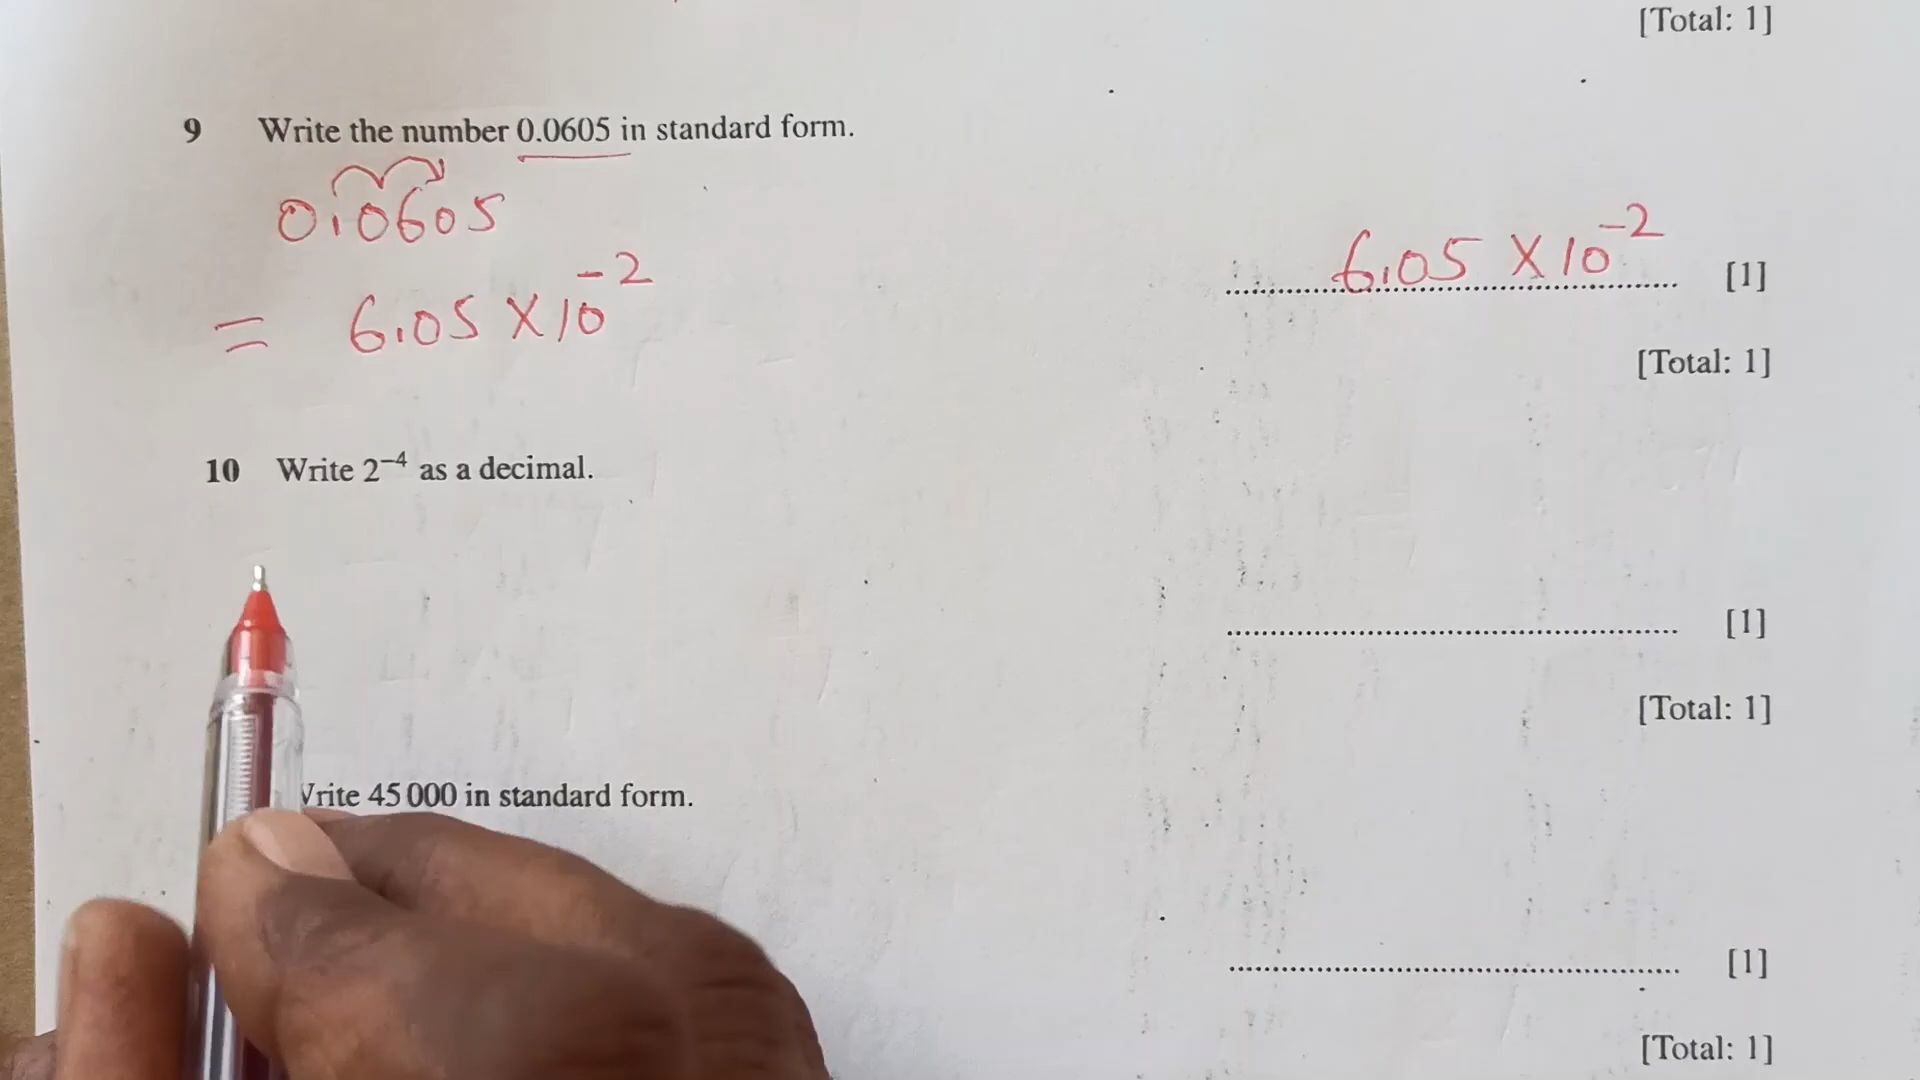 [Total: 1]
9 Write the number 0.0605 in standard form.
0.0605
= 6.05 × 10⁻²
6.05 × 10⁻² [1]
[Total: 1]
10 Write 2⁻⁴ as a decimal.
[1]
[Total: 1]
rite 45 000 in standard form.
[1]
[Total: 1]